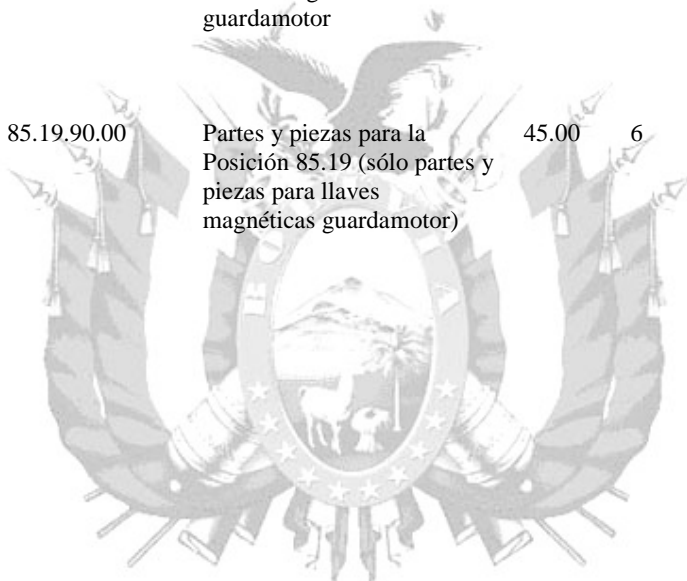 guardamotor
85.19.90.00 Partes y piezas para la 45.00 6
Posición 85.19 (sólo partes y
piezas para llaves
magnéticas guardamotor)